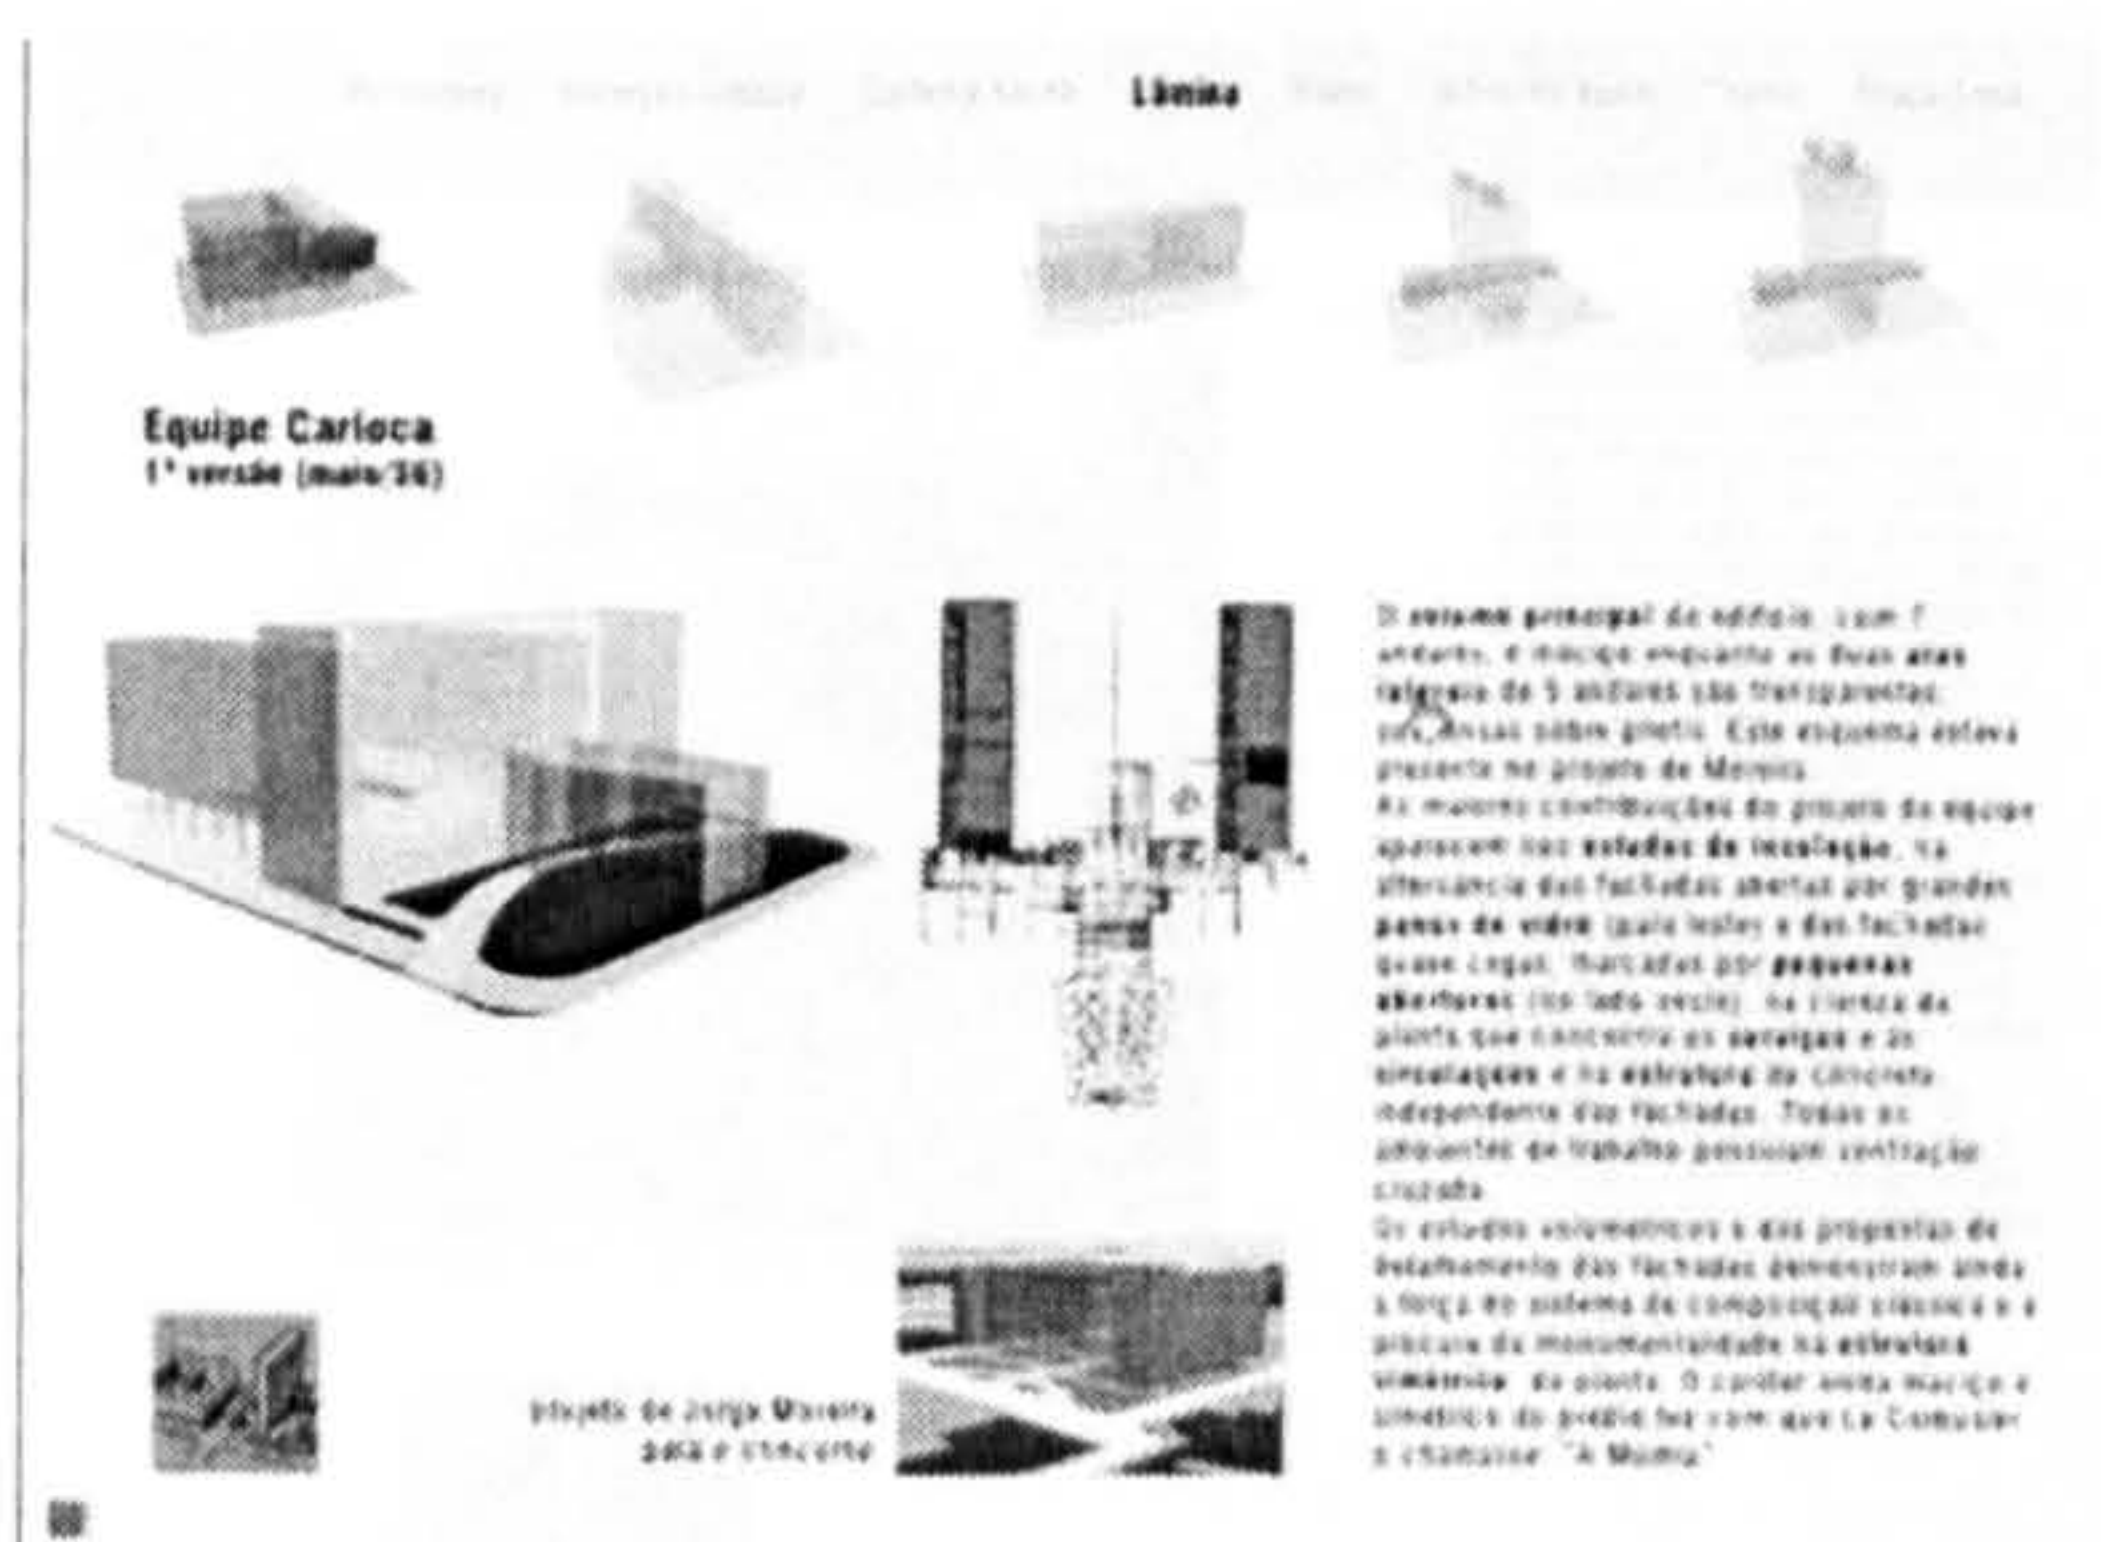 Lâmina
Equipe Carioca
1ª versão (maio/36)
O volume principal do edifício, com 7
andares, é maciço enquanto as duas alas
laterais de 5 andares são transparentes,
sobre pilotis. Este esquema estava
presente no projeto de Moreira.
As maiores contribuições do projeto da equipe
aparecem nos estudos de insolação, na
alternância das fachadas abertas por grandes
panos de vidro (para leste) e das fachadas
quase cegas, marcadas por pequenas
aberturas (no lado oeste), na clareza da
planta que concentra os serviços e as
circulações e na estrutura de concreto
independente das fachadas. Todos os
ambientes de trabalho possuíam ventilação
cruzada.
Os estudos volumétricos e das propostas de
detalhamento das fachadas demonstram ainda
a força do sistema de composição clássica e a
procura da monumentalidade na estrutura
simétrica da planta. O caráter ainda maciço e
simétrico do prédio fez com que Le Corbusier
o chamasse "A Múmia"
projeto de Jorge Moreira
para o concurso